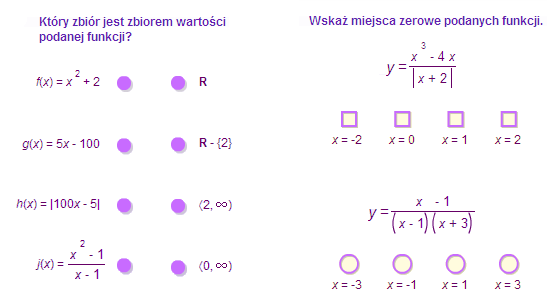 Który zbiór jest zbiorem wartości
podanej funkcji?
f(x) = x² + 2
R
g(x) = 5x - 100
R - {2}
h(x) = |100x - 5|
⟨2, ∞)
j(x) = (x² - 1)/(x - 1)
⟨0, ∞)
Wskaż miejsca zerowe podanych funkcji.
y = (x³ - 4x)/|x + 2|
x = -2 x = 0 x = 1 x = 2
y = (x - 1)/((x - 1)(x + 3))
x = -3 x = -1 x = 1 x = 3